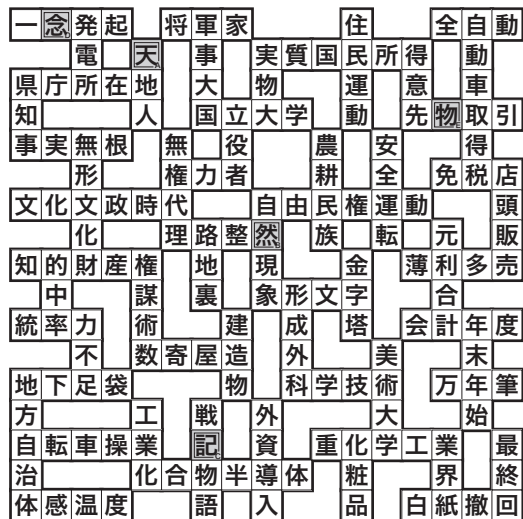 一念発起 将軍家 住 全自動
電 天 事 実質国民所得 動
県庁所在地 大 物 運 意 車
知 人 国立大学 動 先物取引
事実無根 無 役 農 安 得
形 権力者 耕 全 免税店
文化文政時代 自由民権運動 頭
化 理路整然 族 転 元 販
知的財産権 地 現 金 薄利多売
中 謀 裏 象形文字 合
統率力 術 建 成 塔 会計年度
不 数寄屋造 外 美 末
地下足袋 物 科学技術 万年筆
方 工 戦 外 大 始
自転車操業 記 資 重化学工業 最
治 化合物半導体 粧 界 終
体感温度 語 入 品 白紙撤回